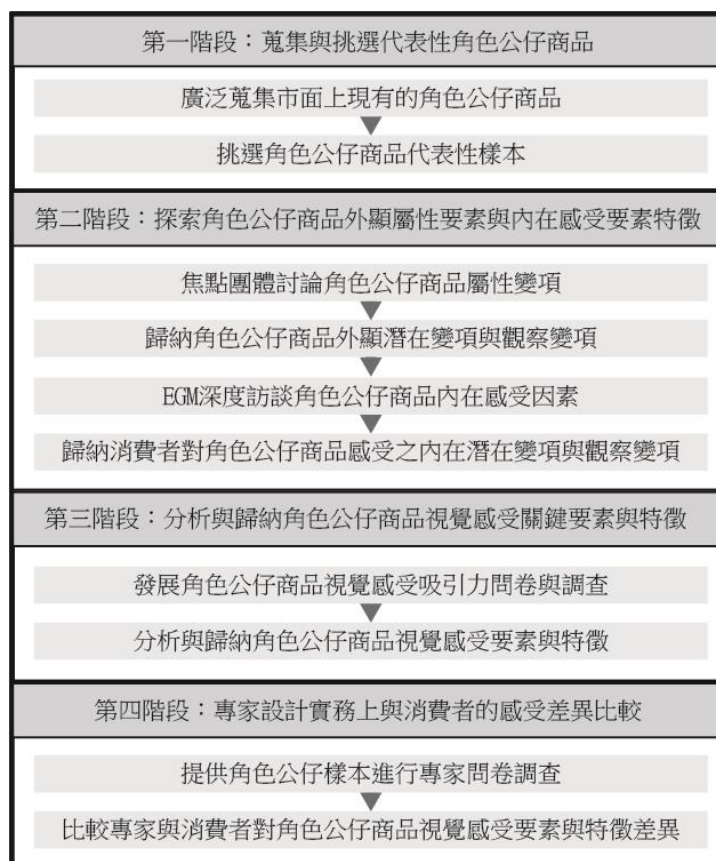 第一階段：蒐集與挑選代表性角色公仔商品
廣泛蒐集市面上現有的角色公仔商品
挑選角色公仔商品代表性樣本
第二階段：探索角色公仔商品外顯屬性要素與內在感受要素特徵
焦點團體討論角色公仔商品屬性變項
歸納角色公仔商品外顯潛在變項與觀察變項
EGM深度訪談角色公仔商品內在感受因素
歸納消費者對角色公仔商品感受之內在潛在變項與觀察變項
第三階段：分析與歸納角色公仔商品視覺感受關鍵要素與特徵
發展角色公仔商品視覺感受吸引力問卷與調查
分析與歸納角色公仔商品視覺感受要素與特徵
第四階段：專家設計實務上與消費者的感受差異比較
提供角色公仔樣本進行專家問卷調查
比較專家與消費者對角色公仔商品視覺感受要素與特徵差異